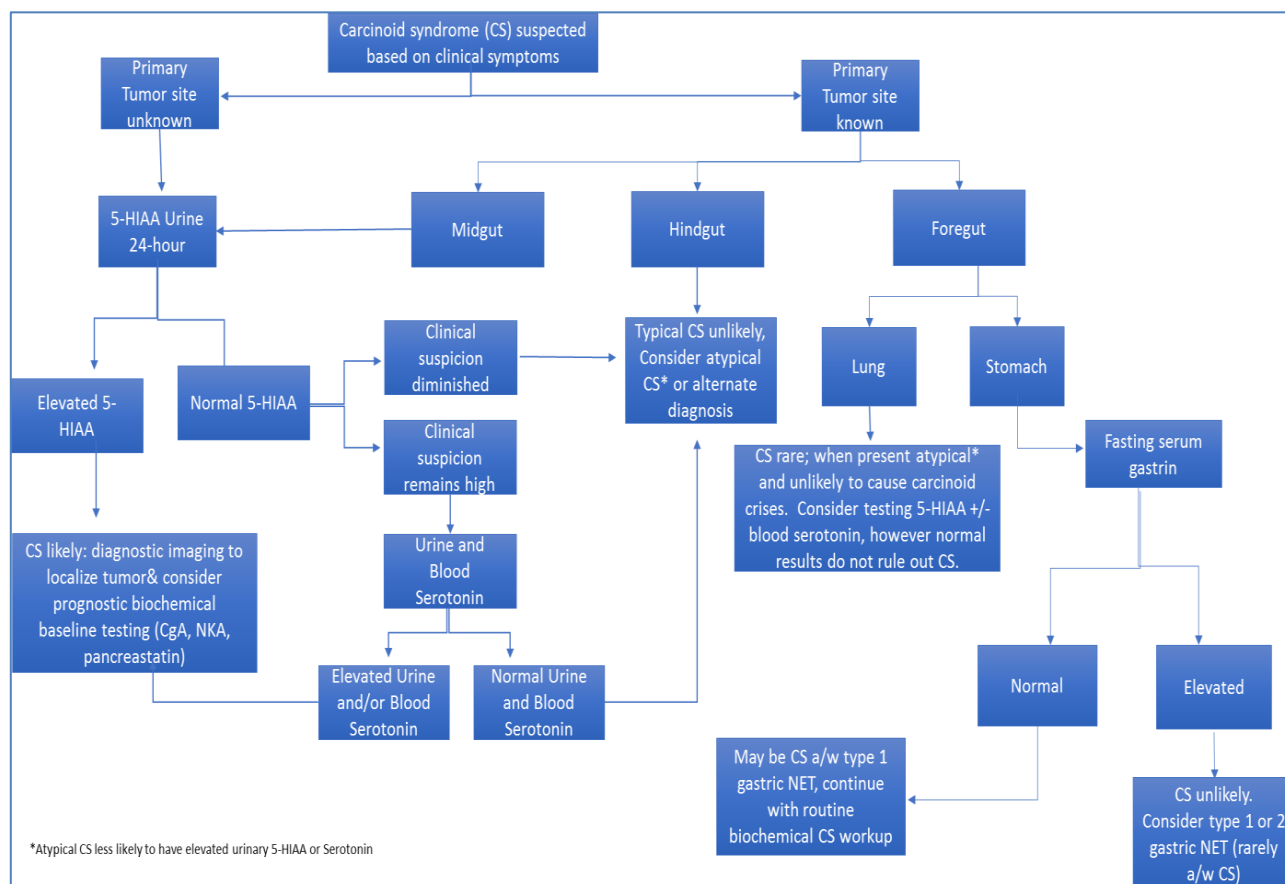 Carcinoid syndrome (CS) suspected
based on clinical symptoms
Primary
Tumor site
unknown
Primary
Tumor site
known
5-HIAA Urine
24-hour
Midgut
Hindgut
Foregut
Clinical
suspicion
diminished
Typical CS unlikely,
Consider atypical
CS* or alternate
diagnosis
Lung
Stomach
Elevated 5-
HIAA
Normal 5-HIAA
Clinical
suspicion
remains high
CS rare; when present atypical*
and unlikely to cause carcinoid
crises. Consider testing 5-HIAA +/-
blood serotonin, however normal
results do not rule out CS.
Fasting serum
gastrin
CS likely: diagnostic imaging to
localize tumor& consider
prognostic biochemical
baseline testing (CgA, NKA,
pancreastatin)
Urine and
Blood
Serotonin
Elevated Urine
and/or Blood
Serotonin
Normal Urine
and Blood
Serotonin
Normal
Elevated
May be CS a/w type 1
gastric NET, continue
with routine
biochemical CS workup
CS unlikely.
Consider type 1 or 2
gastric NET (rarely
a/w CS)
*Atypical CS less likely to have elevated urinary 5-HIAA or Serotonin